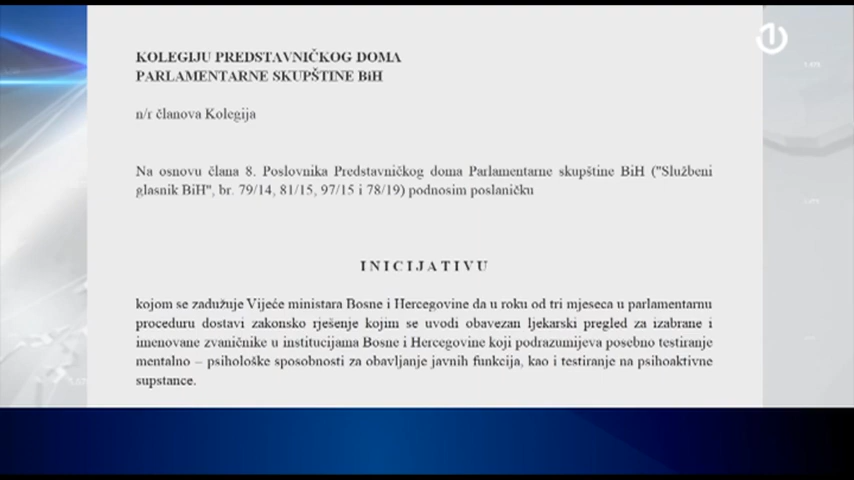 KOLEGIJU PREDSTAVNIČKOG DOMA
PARLAMENTARNE SKUPŠTINE BiH
n/r članova Kolegija
Na osnovu člana 8. Poslovnika Predstavničkog doma Parlamentarne skupštine BiH ("Službeni
glasnik BiH", br. 79/14, 81/15, 97/15 i 78/19) podnosim poslaničku
I N I C I J A T I V U
kojom se zadužuje Vijeće ministara Bosne i Hercegovine da u roku od tri mjeseca u parlamentarnu
proceduru dostavi zakonsko rješenje kojim se uvodi obavezan ljekarski pregled za izabrane i
imenovane zvaničnike u institucijama Bosne i Hercegovine koji podrazumijeva posebno testiranje
mentalno – psihološke sposobnosti za obavljanje javnih funkcija, kao i testiranje na psihoaktivne
supstance.